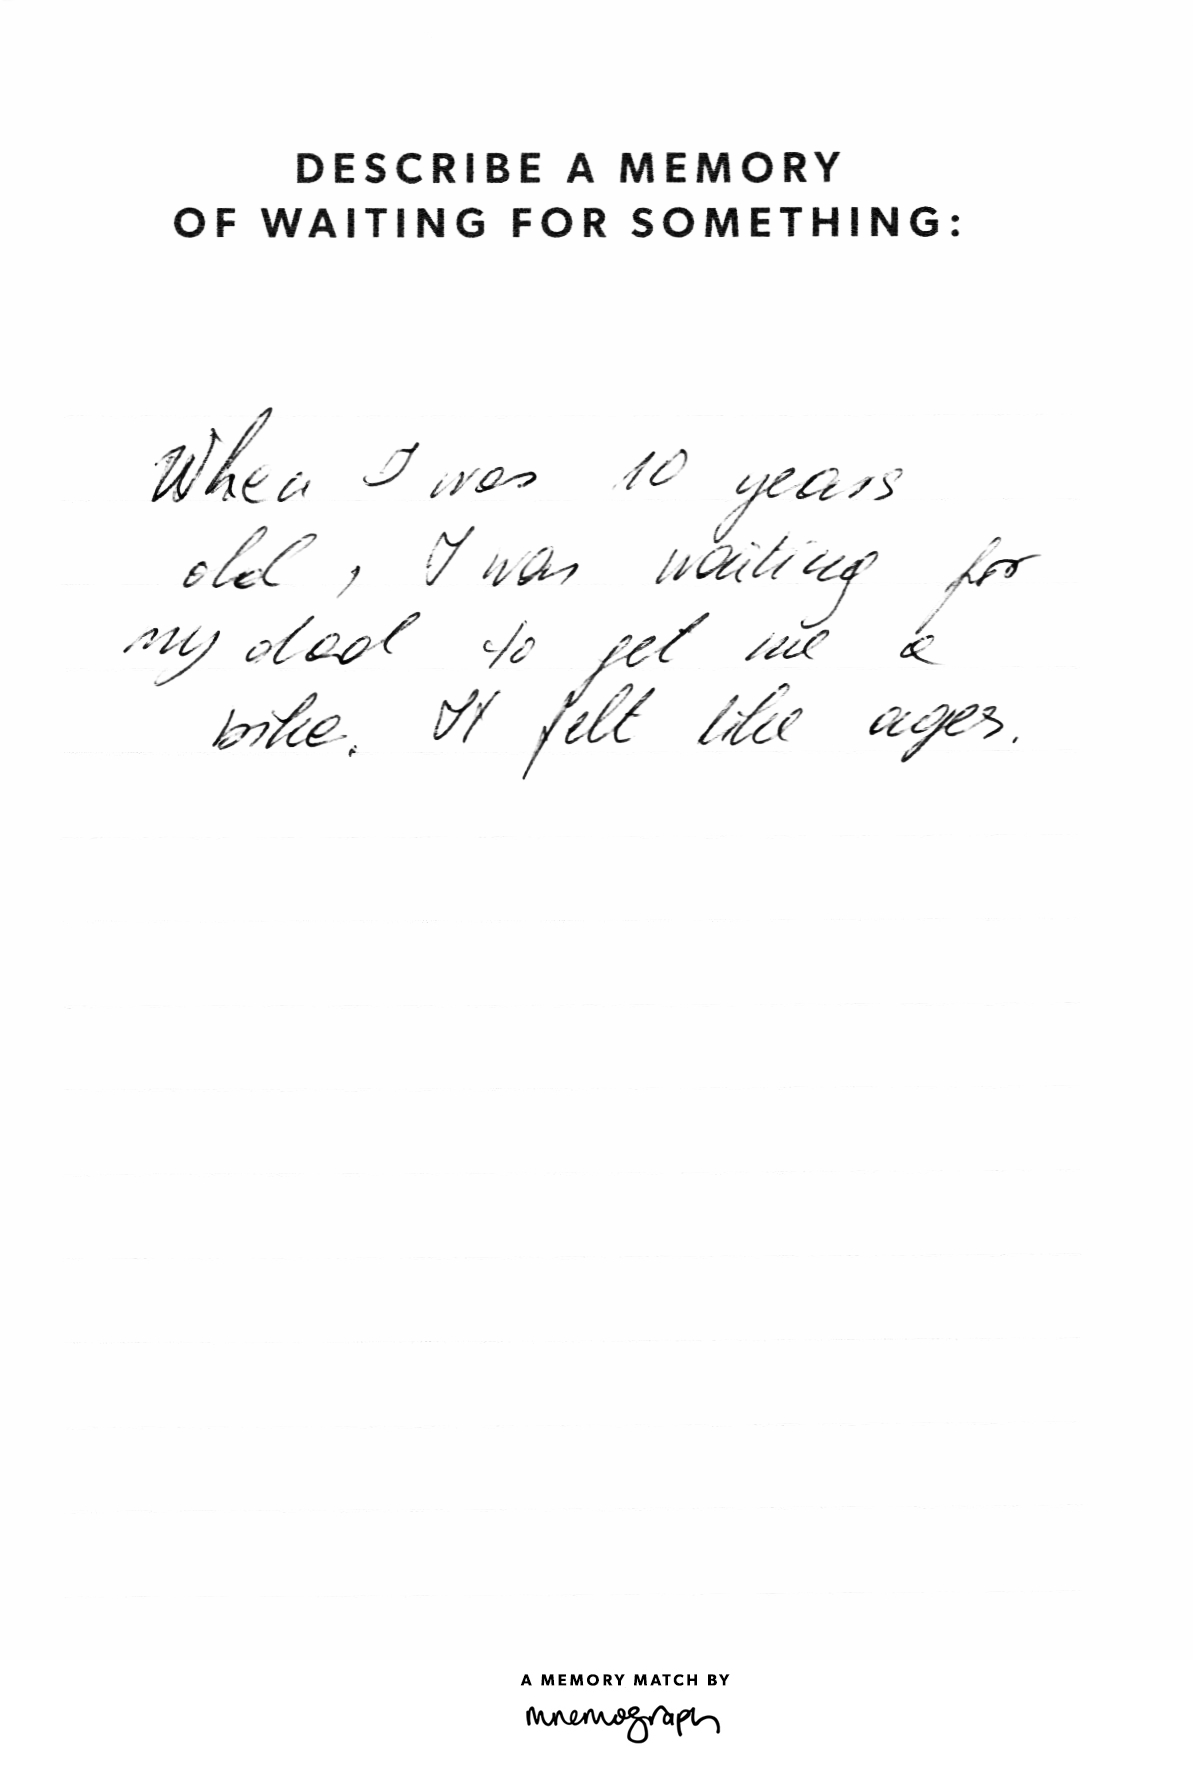 DESCRIBE A MEMORY
OF WAITING FOR SOMETHING:
When I was 10 years
old, I was waiting for
my dad to get me a
bike. It felt like ages.
A MEMORY MATCH BY
mnemograph